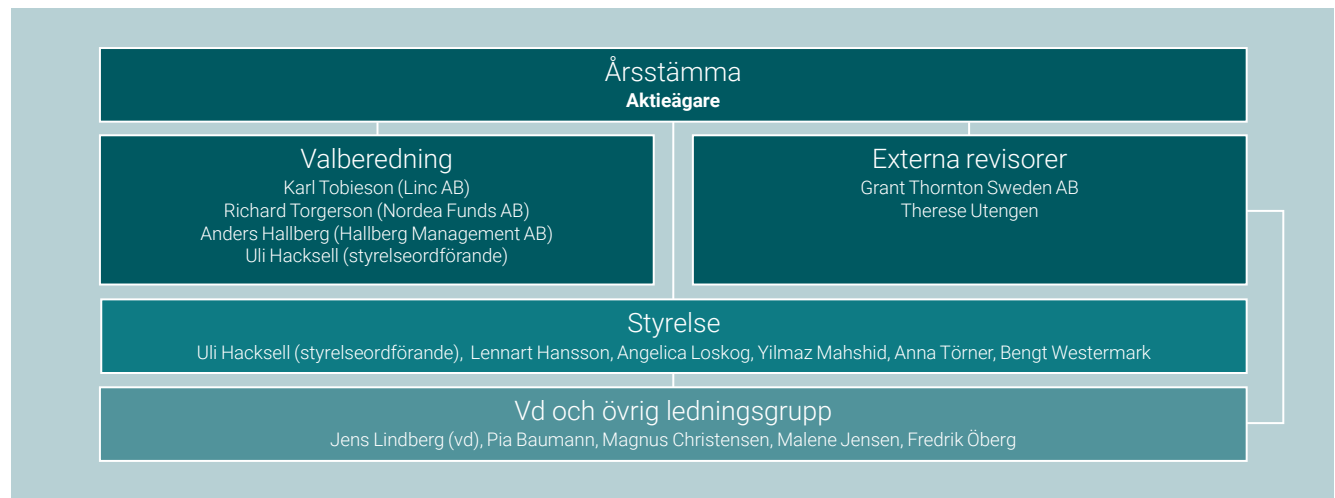 Årsstämma
Aktieägare
Valberedning
Karl Tobieson (Linc AB)
Richard Torgerson (Nordea Funds AB)
Anders Hallberg (Hallberg Management AB)
Uli Hacksell (styrelseordförande)
Externa revisorer
Grant Thornton Sweden AB
Therese Utengen
Styrelse
Uli Hacksell (styrelseordförande), Lennart Hansson, Angelica Loskog, Yilmaz Mahshid, Anna Törner, Bengt Westermark
Vd och övrig ledningsgrupp
Jens Lindberg (vd), Pia Baumann, Magnus Christensen, Malene Jensen, Fredrik Öberg